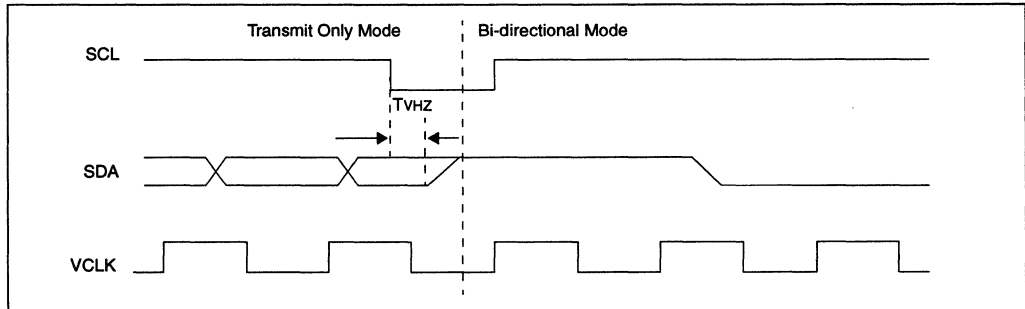 Transmit Only Mode
Bi-directional Mode
SCL
TVHZ
SDA
VCLK